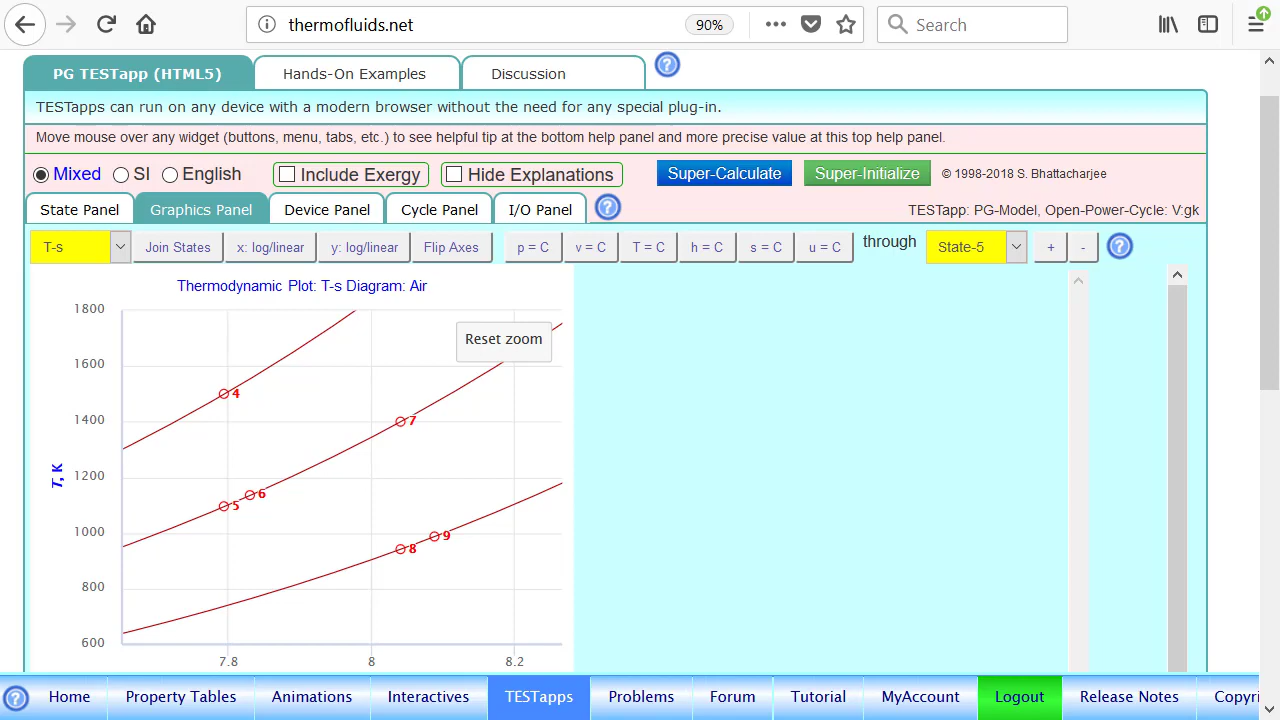 thermofluids.net
90%
Search
PG TESTapp (HTML5)
Hands-On Examples
Discussion
TESTapps can run on any device with a modern browser without the need for any special plug-in.
Move mouse over any widget (buttons, menu, tabs, etc.) to see helpful tip at the bottom help panel and more precise value at this top help panel.
Mixed SI English Include Exergy Hide Explanations Super-Calculate Super-Initialize © 1998-2018 S. Bhattacharjee
State Panel Graphics Panel Device Panel Cycle Panel I/O Panel TESTapp: PG-Model, Open-Power-Cycle: V:gk
T-s Join States x: log/linear y: log/linear Flip Axes p = C v = C T = C h = C s = C u = C through State-5 + -
Thermodynamic Plot: T-s Diagram: Air
1800
Reset zoom
1600
4
1400
7
T, K
1200
6
5
1000
9
8
800
600
7.8 8 8.2
Home Property Tables Animations Interactives TESTapps Problems Forum Tutorial MyAccount Logout Release Notes Copyri